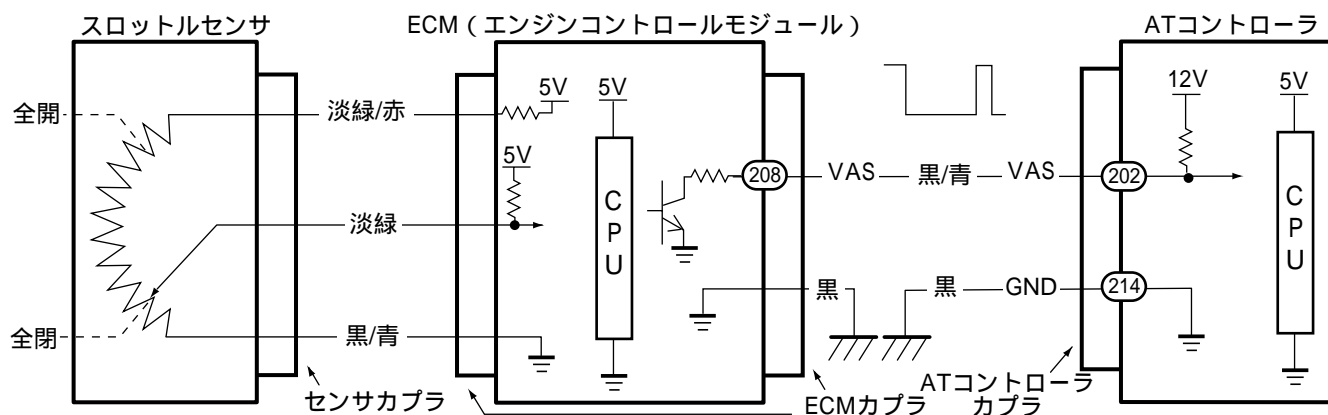 スロットルセンサ
ECM（エンジンコントロールモジュール）
ATコントローラ
全開
淡緑/赤
5V
5V
12V
5V
5V
208
VAS
黒/青
VAS
202
CPU
淡緑
CPU
黒
黒
GND
214
全閉
黒/青
センサカプラ
ECMカプラ
ATコントローラ
カプラ